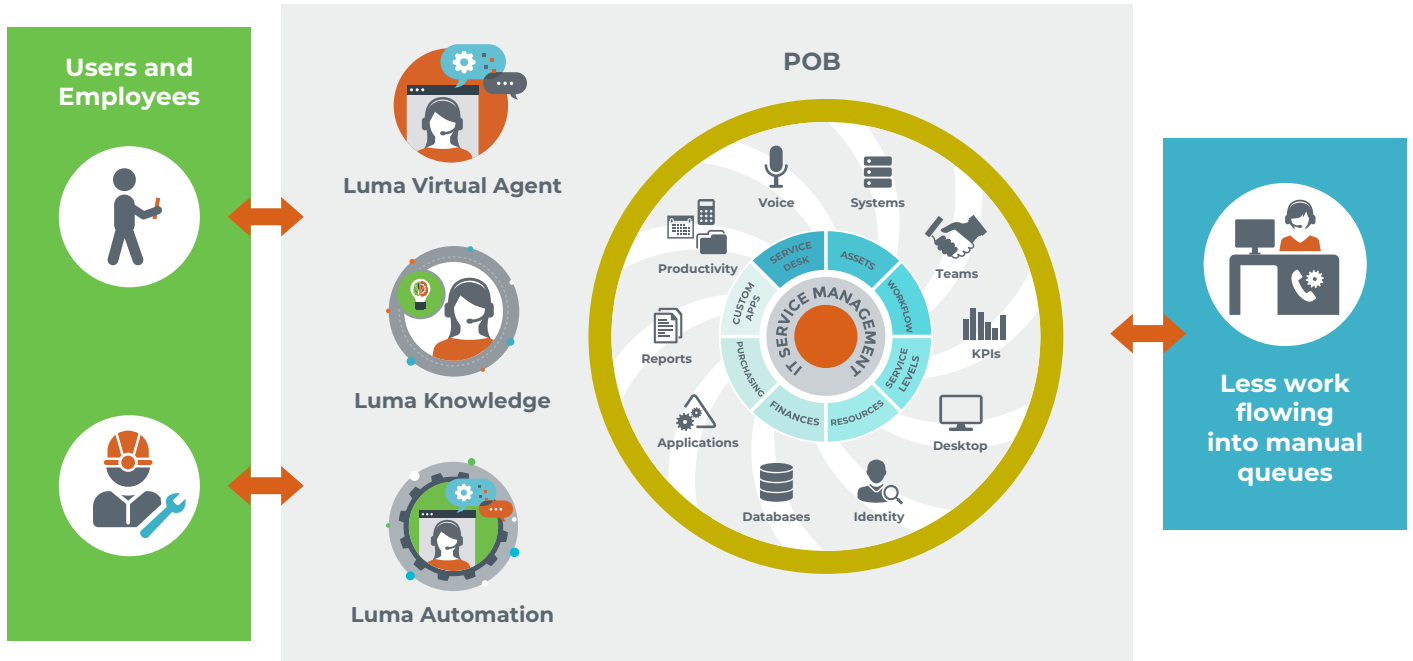 Users and
Employees
Luma Virtual Agent
Luma Knowledge
Luma Automation
POB
Voice
Systems
Productivity
Teams
Reports
KPIs
Applications
Desktop
Databases
Identity
SERVICE
DESK
ASSETS
WORKFLOW
SERVICE
LEVELS
RESOURCES
FINANCES
PURCHASING
CUSTOM
APPS
IT SERVICE MANAGEMENT
Less work
flowing
into manual
queues